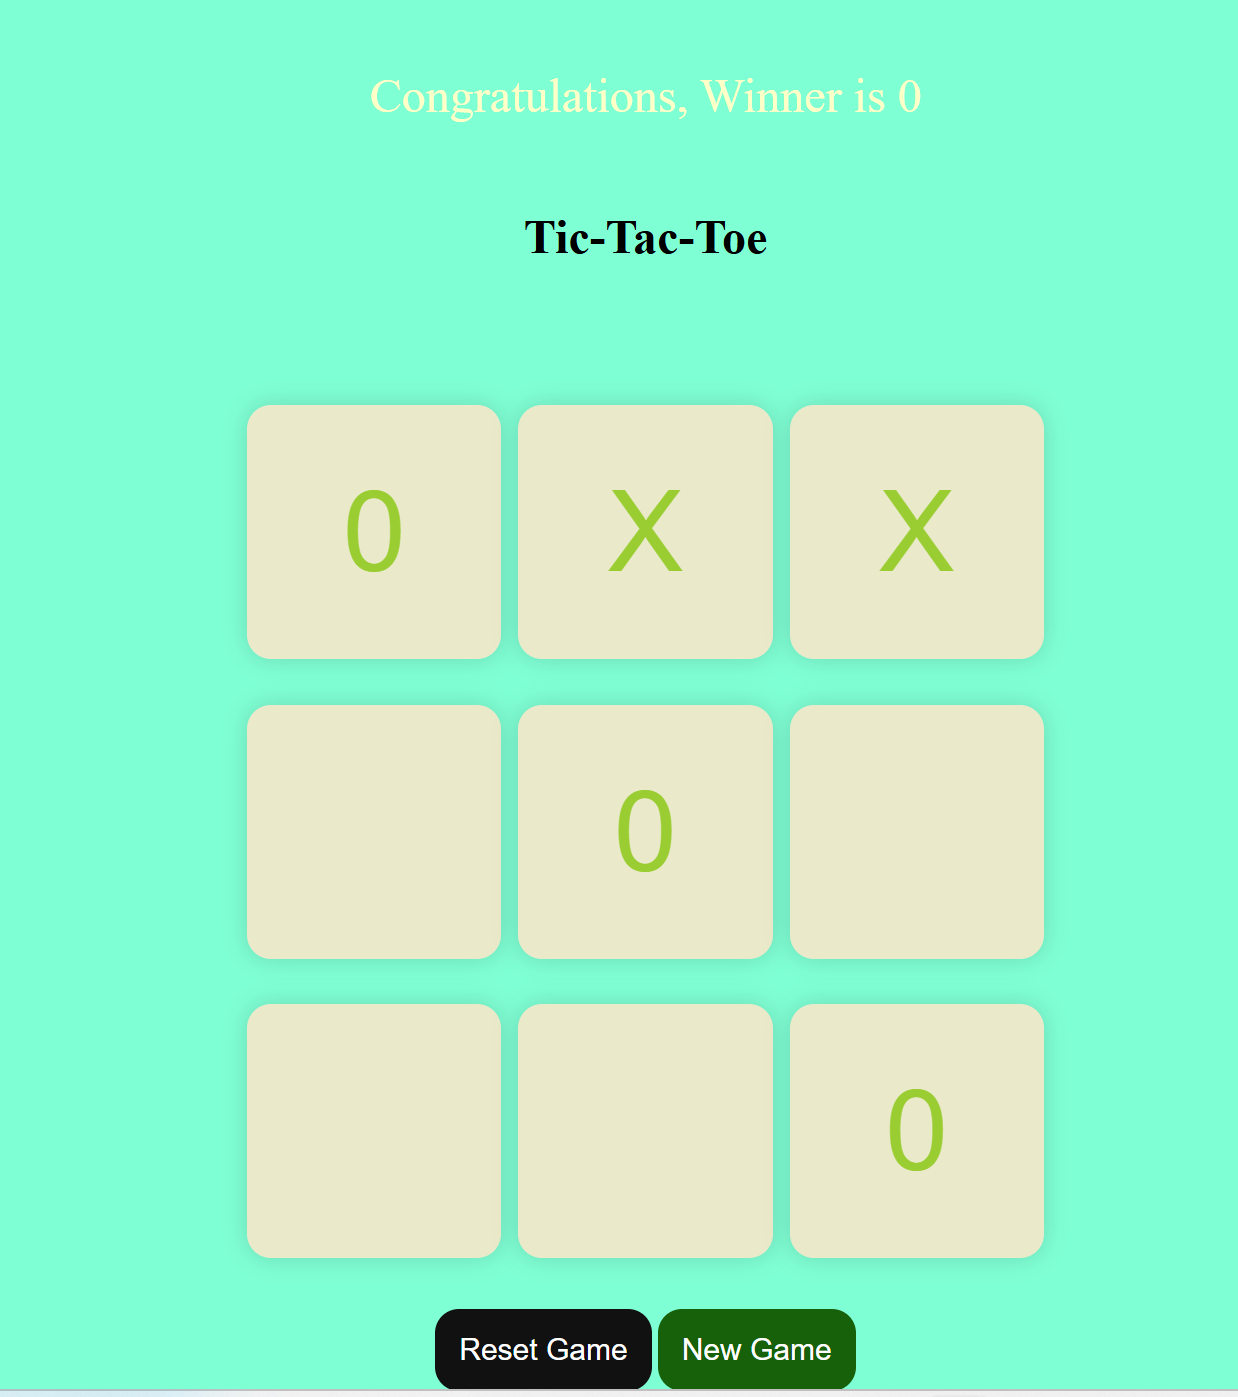 Congratulations, Winner is 0
Tic-Tac-Toe
0 X X
0
0
Reset Game New Game